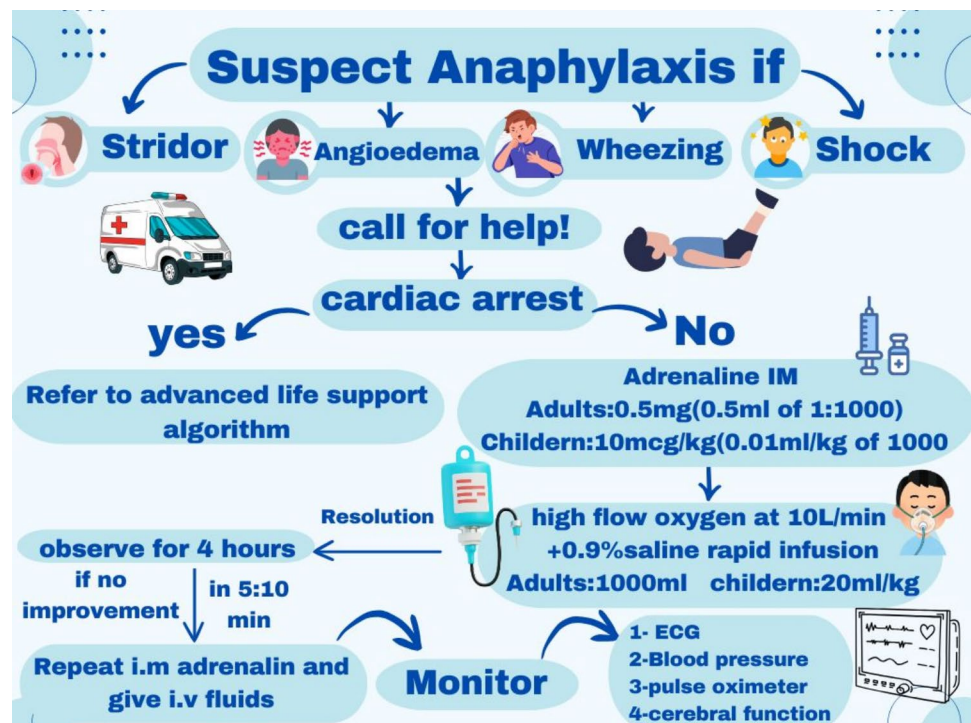 Suspect Anaphylaxis if
Stridor
Angioedema
Wheezing
Shock
call for help!
cardiac arrest
yes
No
Refer to advanced life support
algorithm
Adrenaline IM
Adults:0.5mg(0.5ml of 1:1000)
Childern:10mcg/kg(0.01ml/kg of 1000
high flow oxygen at 10L/min
+0.9%saline rapid infusion
Adults:1000ml childern:20ml/kg
Resolution
observe for 4 hours
if no
improvement
in 5:10
min
Repeat i.m adrenalin and
give i.v fluids
Monitor
1- ECG
2-Blood pressure
3-pulse oximeter
4-cerebral function